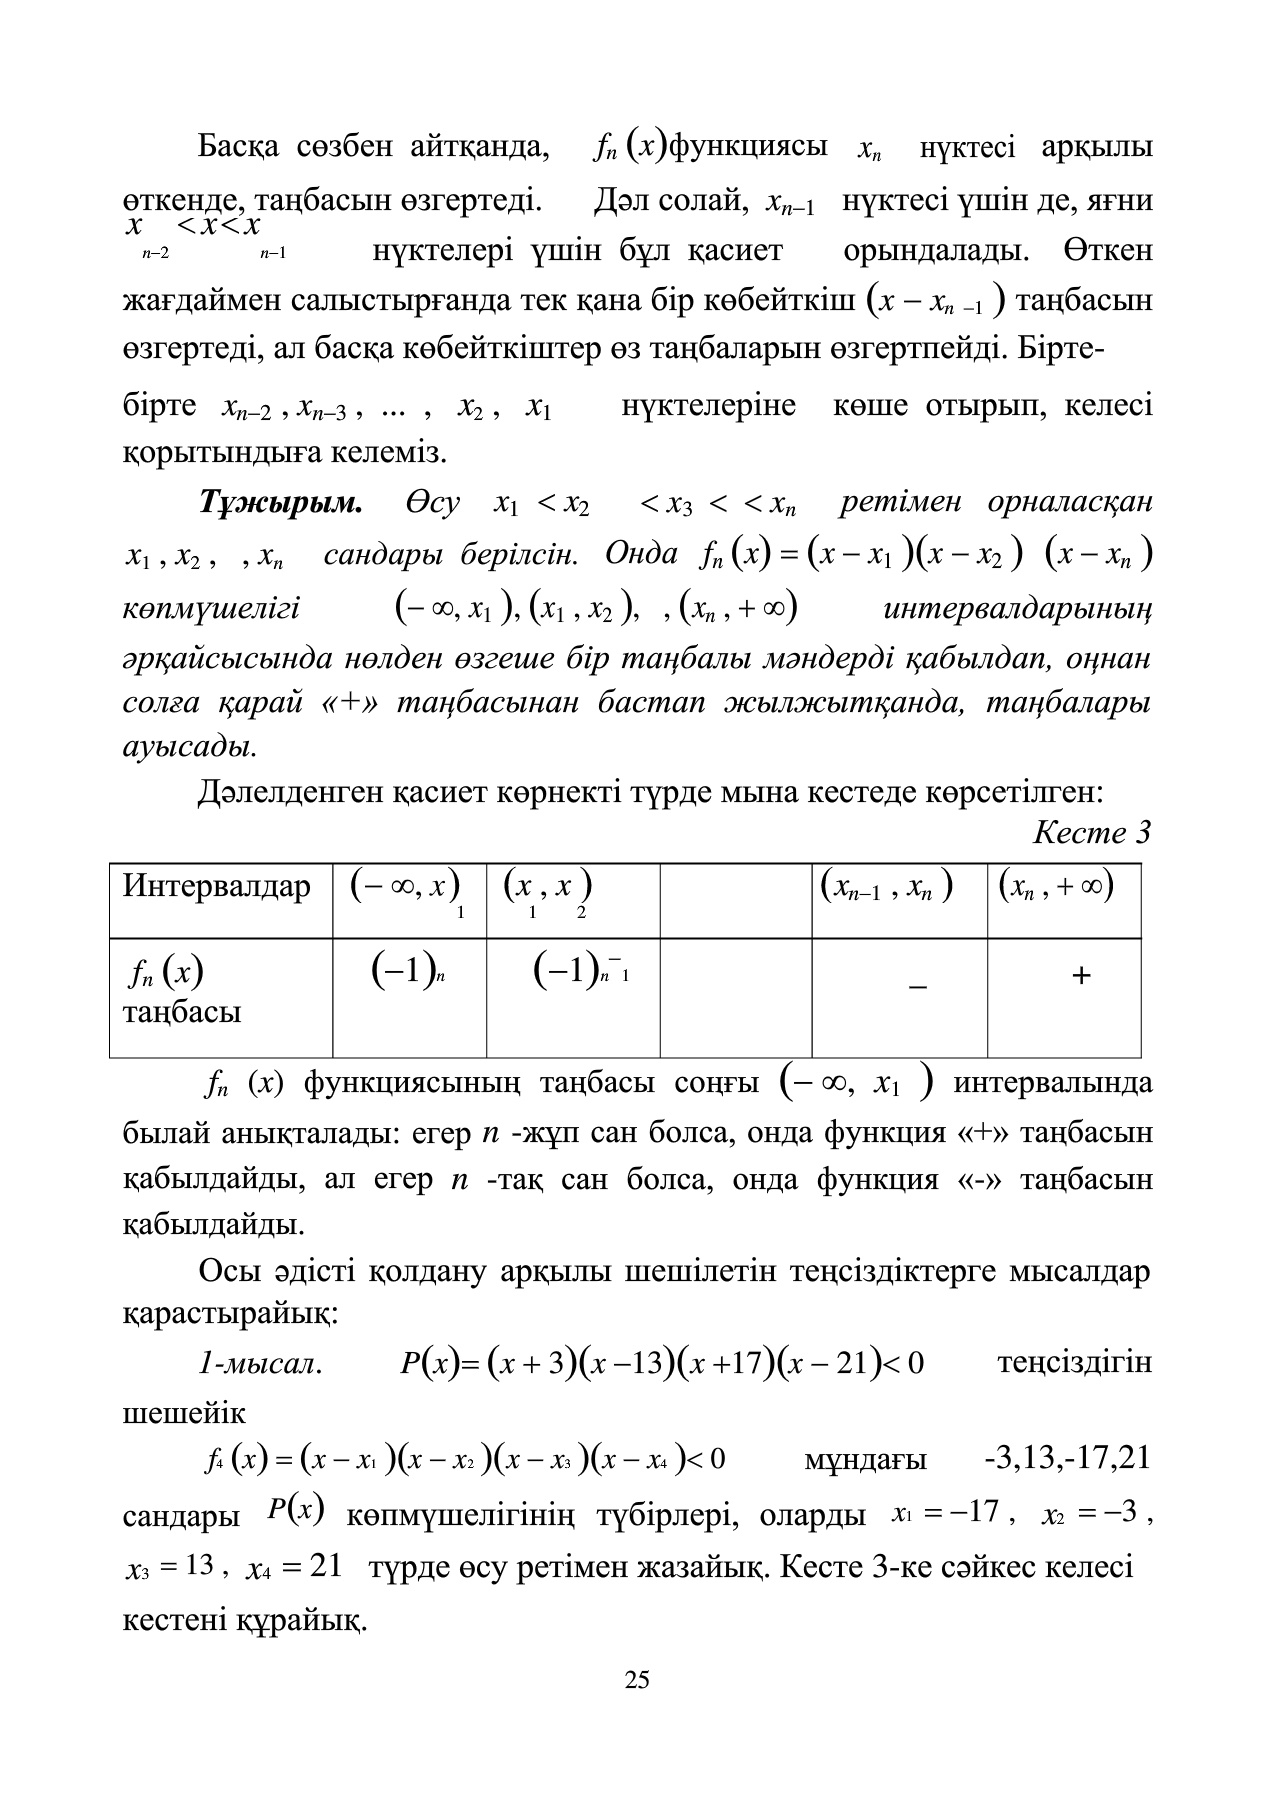 Басқа сөзбен айтқанда, fₙ (x)функциясы xₙ нүктесі арқылы
өткенде, таңбасын өзгертеді. Дәл солай, xₙ₋₁ нүктесі үшін де, яғни
xₙ₋₂ < x < xₙ₋₁ нүктелері үшін бұл қасиет орындалады. Өткен
жағдаймен салыстырғанда тек қана бір көбейткіш (x − xₙ ₋₁ ) таңбасын
өзгертеді, ал басқа көбейткіштер өз таңбаларын өзгертпейді. Бірте-
бірте xₙ₋₂ , xₙ₋₃ , ... , x₂ , x₁ нүктелеріне көше отырып, келесі
қорытындыға келеміз.
Тұжырым. Өсу x₁ < x₂ < x₃ < < xₙ ретімен орналасқан
x₁ , x₂ , , xₙ сандары берілсін. Онда fₙ (x) = (x − x₁ )(x − x₂ ) (x − xₙ )
көпмүшелігі (− ∞, x₁ ), (x₁ , x₂ ), , (xₙ , + ∞) интервалдарының
әрқайсысында нөлден өзгеше бір таңбалы мәндерді қабылдап, оңнан
солға қарай «+» таңбасынан бастап жылжытқанда, таңбалары
ауысады.
Дәлелденген қасиет көрнекті түрде мына кестеде көрсетілген:
Кесте 3
Интервалдар (− ∞, x₁) (x₁ , x₂) (xₙ₋₁ , xₙ ) (xₙ , + ∞)
fₙ (x) (−1)ⁿ (−1)ⁿ⁻¹ − +
таңбасы
fₙ (x) функциясының таңбасы соңғы (− ∞, x₁ ) интервалында
былай анықталады: егер n -жұп сан болса, онда функция «+» таңбасын
қабылдайды, ал егер n -тақ сан болса, онда функция «-» таңбасын
қабылдайды.
Осы әдісті қолдану арқылы шешілетін теңсіздіктерге мысалдар
қарастырайық:
1-мысал. P(x)= (x + 3)(x −13)(x +17)(x − 21)< 0 теңсіздігін
шешейік
f₄ (x) = (x − x₁ )(x − x₂ )(x − x₃ )(x − x₄ )< 0 мұндағы -3,13,-17,21
сандары P(x) көпмүшелігінің түбірлері, оларды x₁ = −17 , x₂ = −3 ,
x₃ = 13 , x₄ = 21 түрде өсу ретімен жазайық. Кесте 3-ке сәйкес келесі
кестені құрайық.
25